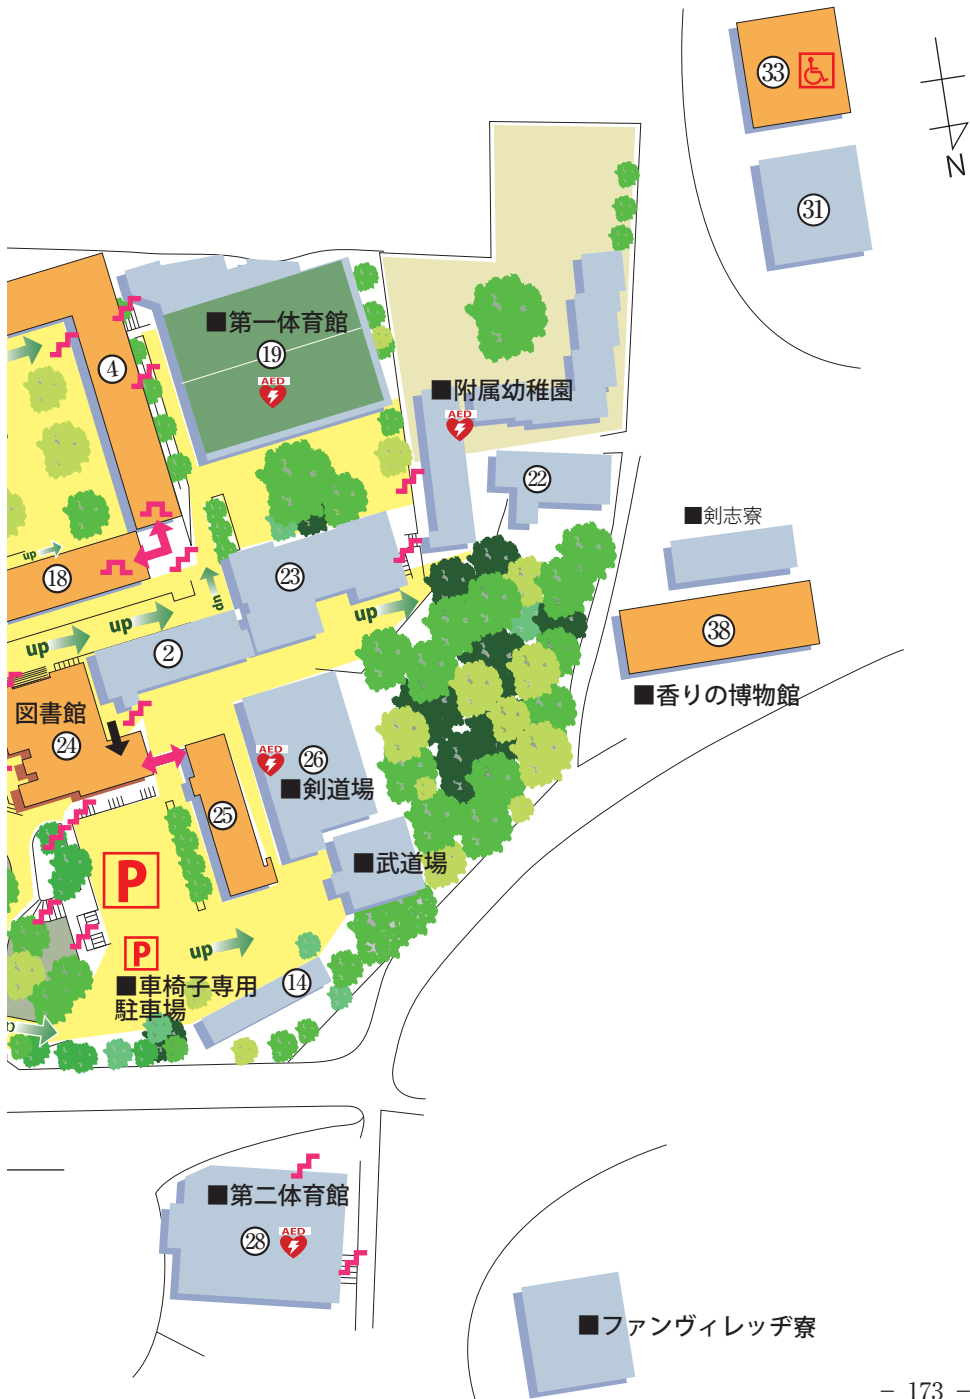 33
N
31
■第一体育館
19
AED
4
■附属幼稚園
AED
22
■剣志寮
up
18
23
up
38
up
up
up
2
■香りの博物館
図書館
24
AED
26
■剣道場
25
■武道場
P
up
P
■車椅子専用
駐車場
14
■第二体育館
28
AED
■ファンヴィレッヂ寮
− 173 −